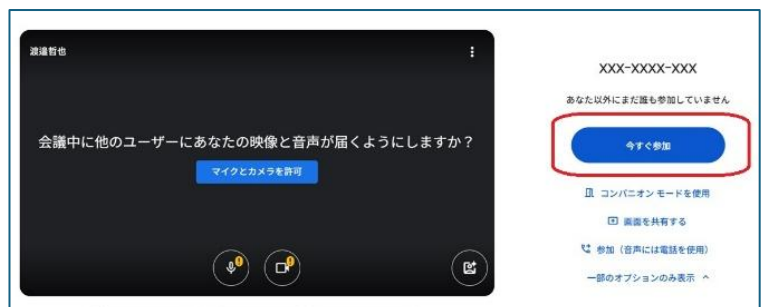 渡邉哲也
会議中に他のユーザーにあなたの映像と音声が届くようにしますか？
マイクとカメラを許可
xxx-xxxx-xxx
あなた以外にまだ誰も参加していません
今すぐ参加
コンパニオン モードを使用
画面を共有する
参加（音声には電話を使用）
一部のオプションのみ表示